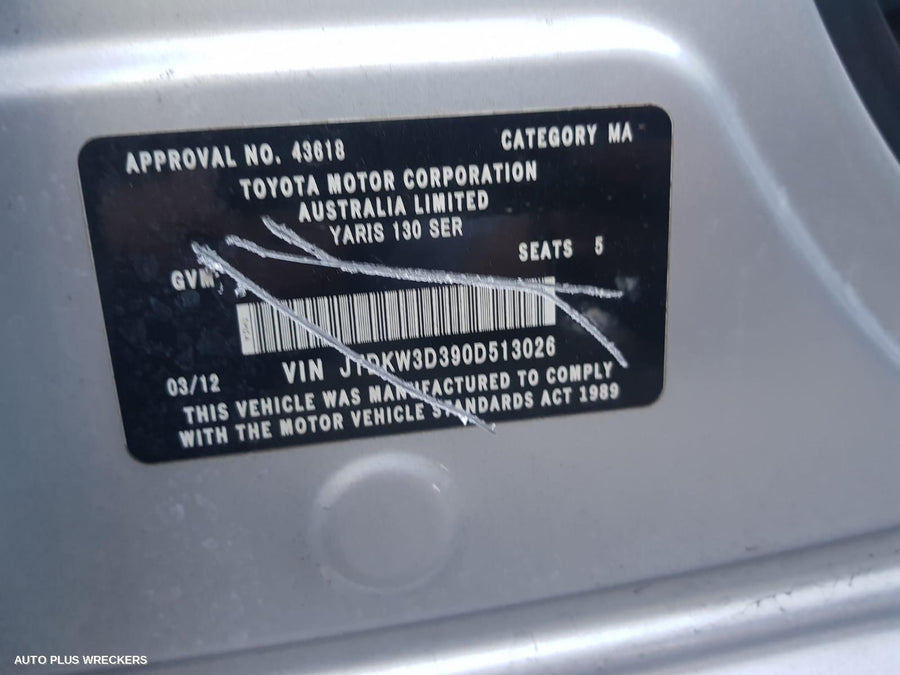 APPROVAL NO. 43618
CATEGORY MA
TOYOTA MOTOR CORPORATION
AUSTRALIA LIMITED
YARIS 130 SER
SEATS 5
GVM
VIN JTDKW3D390D513026
03/12
THIS VEHICLE WAS MANUFACTURED TO COMPLY
WITH THE MOTOR VEHICLE STANDARDS ACT 1989
AUTO PLUS WRECKERS